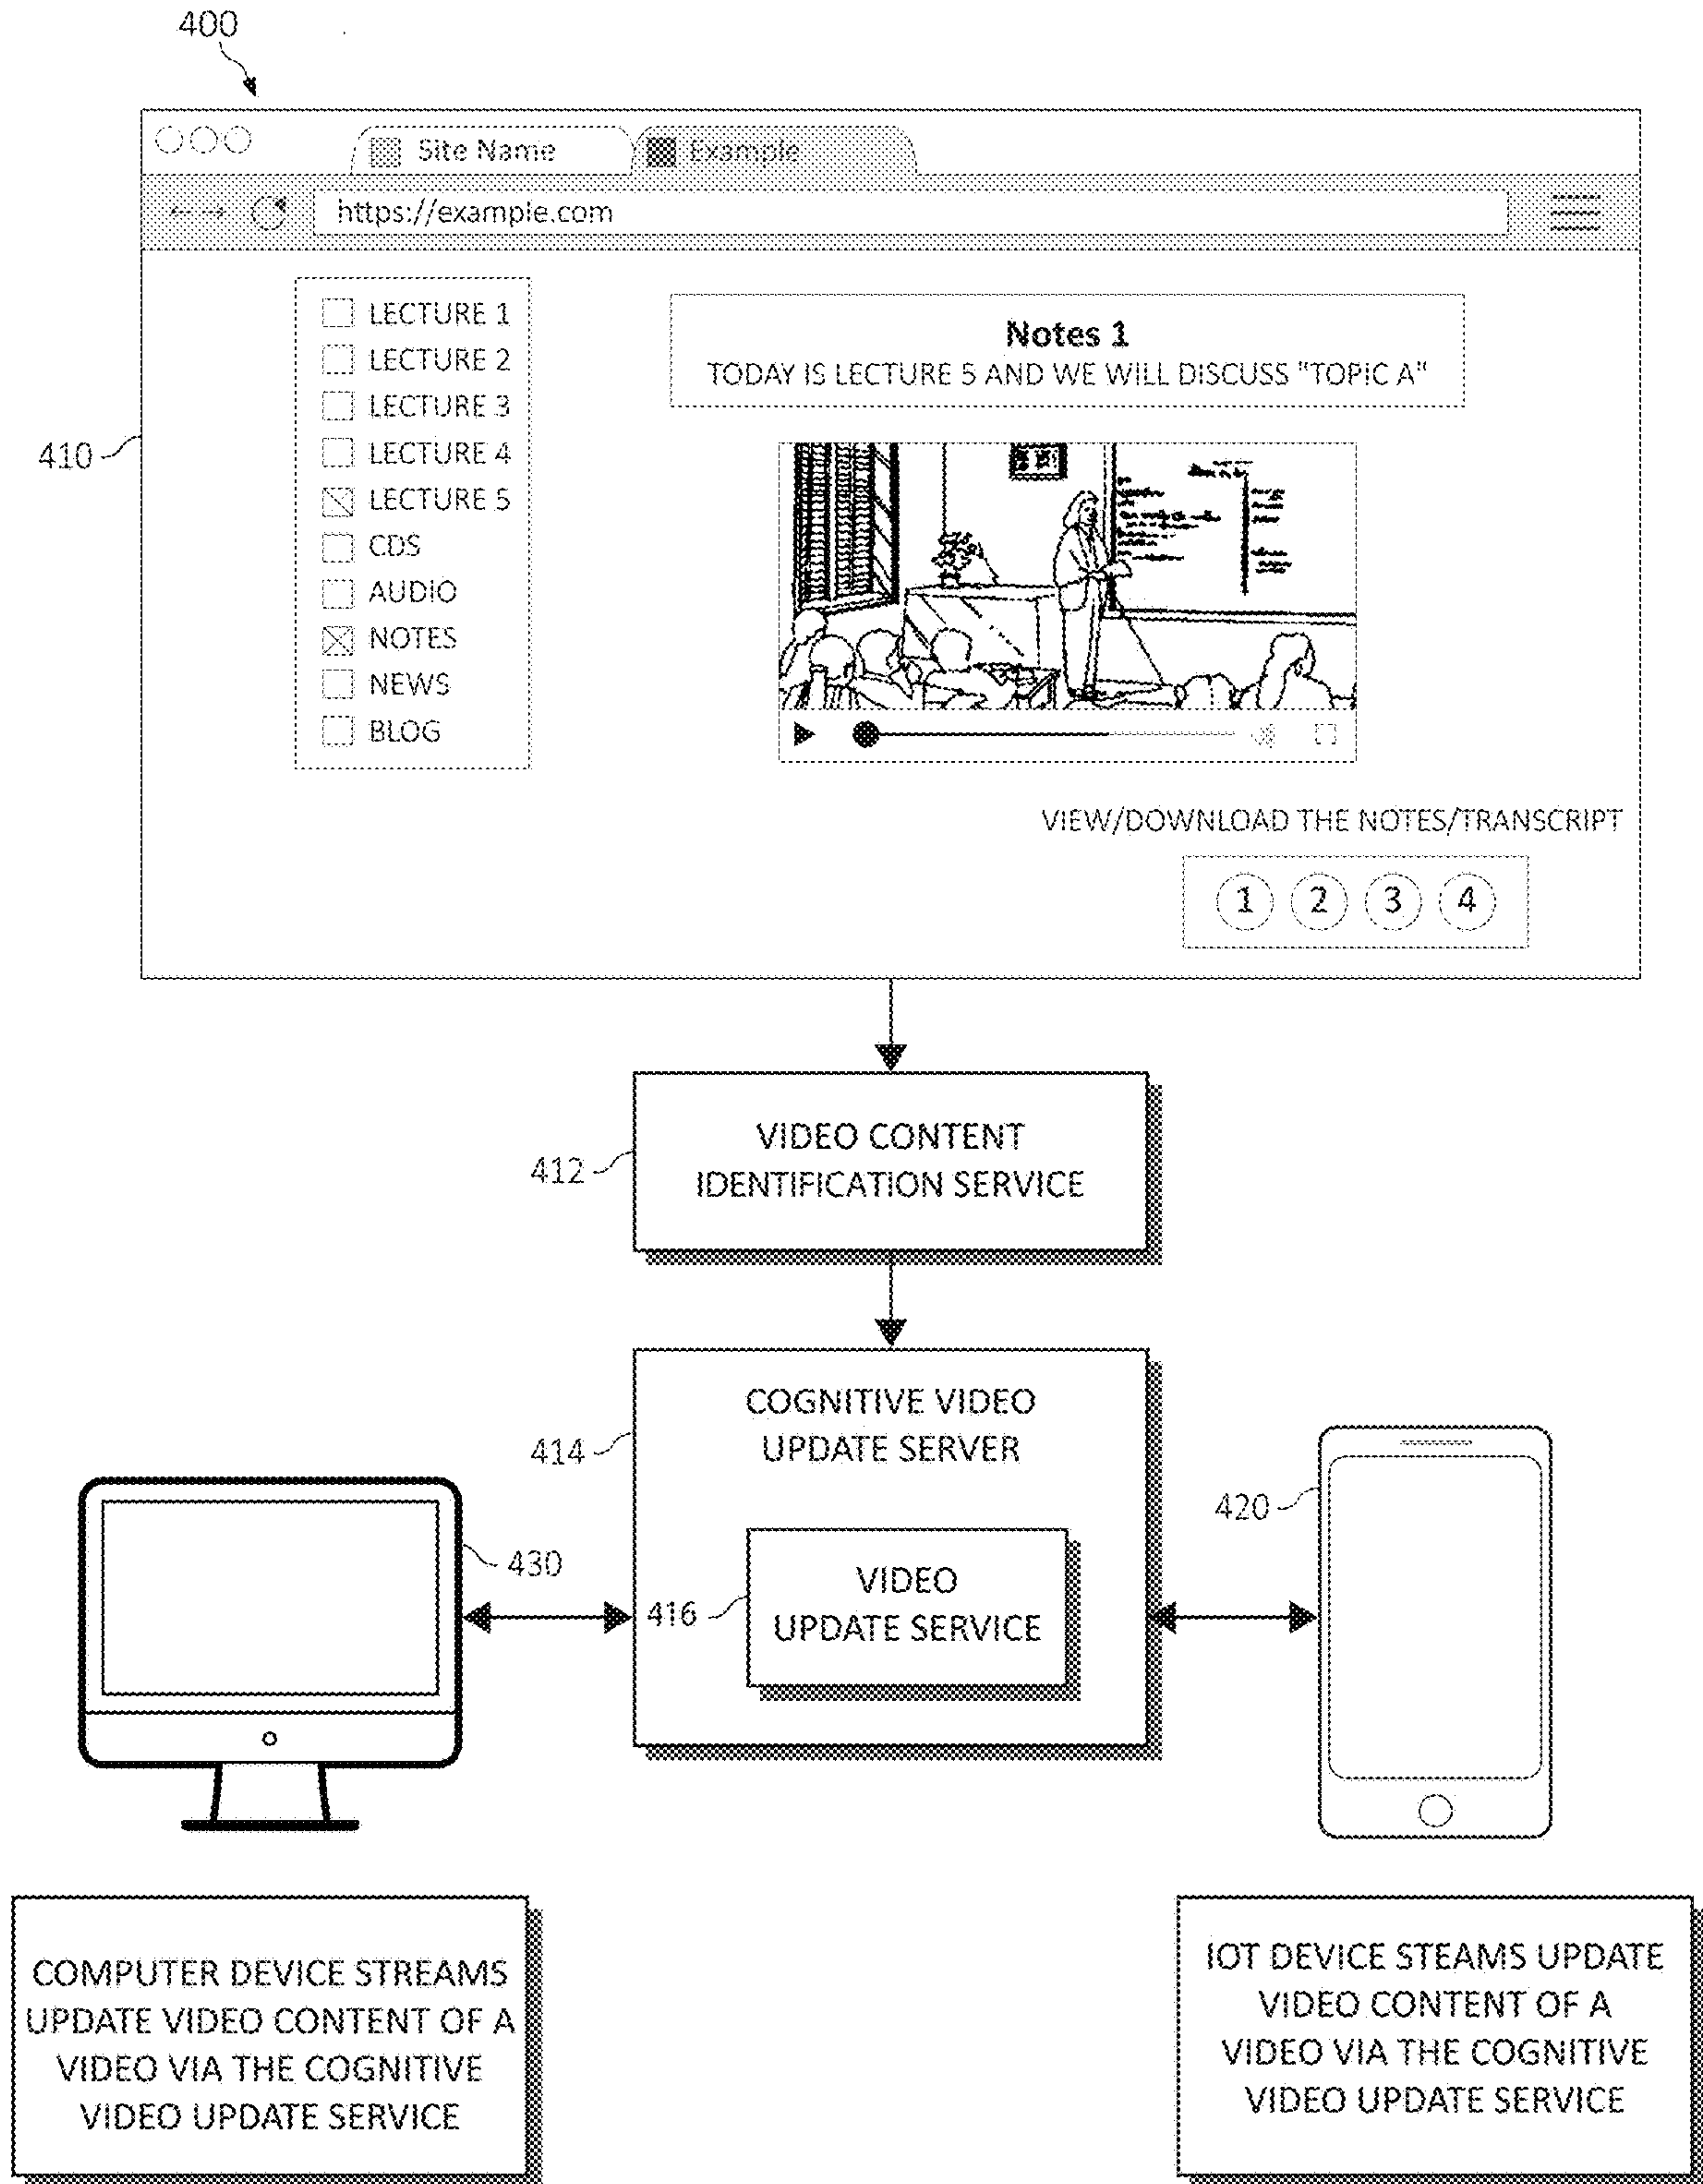 400
Site Name
Example
https://example.com
410
LECTURE 1
LECTURE 2
LECTURE 3
LECTURE 4
LECTURE 5
CDS
AUDIO
NOTES
NEWS
BLOG
Notes 1
TODAY IS LECTURE 5 AND WE WILL DISCUSS "TOPIC A"
VIEW/DOWNLOAD THE NOTES/TRANSCRIPT
1 2 3 4
412
VIDEO CONTENT
IDENTIFICATION SERVICE
414
COGNITIVE VIDEO
UPDATE SERVER
416
VIDEO
UPDATE SERVICE
430
420
COMPUTER DEVICE STREAMS
UPDATE VIDEO CONTENT OF A
VIDEO VIA THE COGNITIVE
VIDEO UPDATE SERVICE
IOT DEVICE STEAMS UPDATE
VIDEO CONTENT OF A
VIDEO VIA THE COGNITIVE
VIDEO UPDATE SERVICE